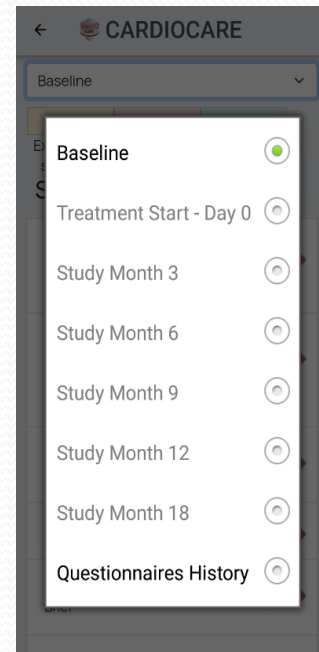 CARDIOCARE
Baseline
Baseline
Treatment Start - Day 0
Study Month 3
Study Month 6
Study Month 9
Study Month 12
Study Month 18
Questionnaires History